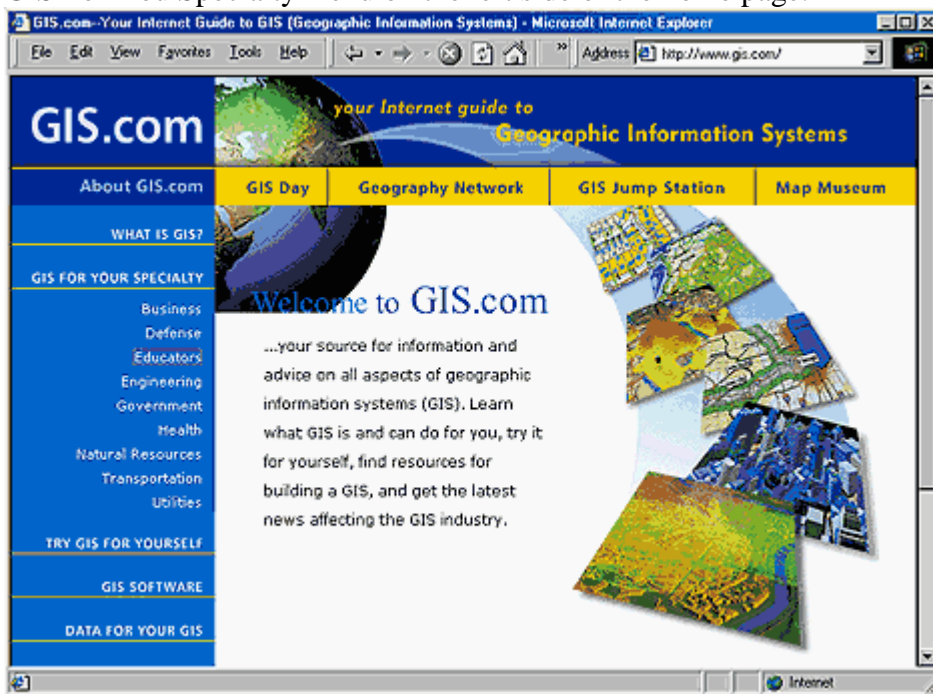 GIS.com--Your Internet Guide to GIS (Geographic Information Systems) - Microsoft Internet Explorer
File Edit View Favorites Tools Help » Address http://www.gis.com/
GIS.com
your Internet guide to
Geographic Information Systems
About GIS.com GIS Day Geography Network GIS Jump Station Map Museum
WHAT IS GIS?
GIS FOR YOUR SPECIALTY
Business
Defense
Educators
Engineering
Government
Health
Natural Resources
Transportation
Utilities
TRY GIS FOR YOURSELF
GIS SOFTWARE
DATA FOR YOUR GIS
Welcome to GIS.com
...your source for information and
advice on all aspects of geographic
information systems (GIS). Learn
what GIS is and can do for you, try it
for yourself, find resources for
building a GIS, and get the latest
news affecting the GIS industry.
Internet